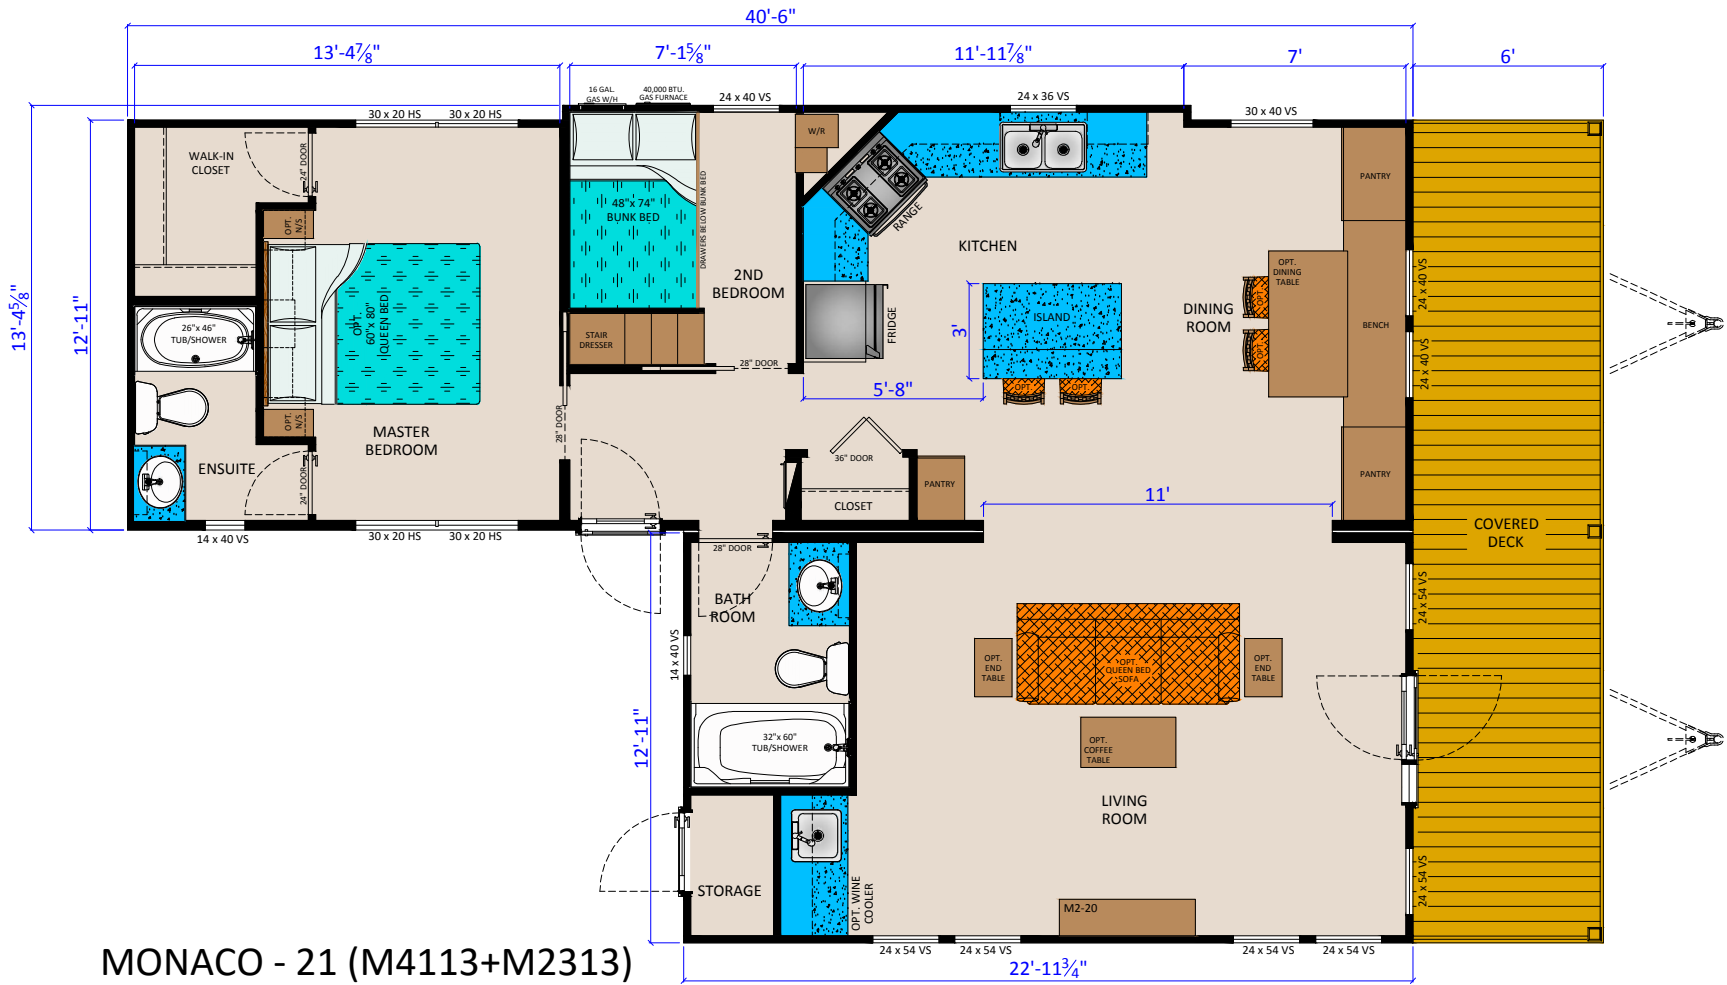 40'-6"
13'-4⅞"
7'-1⅝"
11'-11⅞"
7'
6'
16 GAL.
GAS W/H
40,000 BTU.
GAS FURNACE
24 x 40 VS
24 x 36 VS
30 x 40 VS
30 x 20 HS
30 x 20 HS
WALK-IN
CLOSET
24" DOOR
W/R
PANTRY
48"x 74"
BUNK BED
DRAWERS BELOW BUNK BED
RANGE
OPT.
N/S
KITCHEN
2ND
BEDROOM
OPT.
DINING
TABLE
OPT.
24 x 40 VS
13'-4⅝"
12'-11"
OPT.
60"x 80"
QUEEN BED
26"x 46"
TUB/SHOWER
STAIR
DRESSER
FRIDGE
3'
ISLAND
DINING
ROOM
BENCH
OPT.
24 x 40 VS
28" DOOR
5'-8"
OPT.
OPT.
OPT.
N/S
MASTER
BEDROOM
28" DOOR
ENSUITE
24" DOOR
36" DOOR
CLOSET
PANTRY
11'
PANTRY
14 x 40 VS
30 x 20 HS
30 x 20 HS
COVERED
DECK
28" DOOR
BATH
ROOM
24 x 54 VS
14 x 40 VS
OPT.
END
TABLE
OPT.
QUEEN BED
SOFA
OPT.
END
TABLE
12'-11"
32"x 60"
TUB/SHOWER
OPT.
COFFEE
TABLE
LIVING
ROOM
STORAGE
OPT. WINE
COOLER
M2-20
24 x 54 VS
24 x 54 VS
24 x 54 VS
24 x 54 VS
24 x 54 VS
22'-11¾"
MONACO - 21 (M4113+M2313)